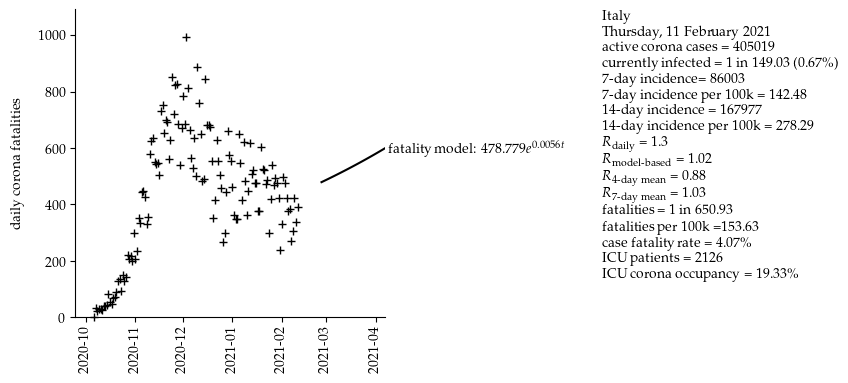 daily corona fatalities
1000
800
600
400
200
0
2020-10
2020-11
2020-12
2021-01
2021-02
2021-03
2021-04
fatality model: 478.779e^0.0056t
Italy
Thursday, 11 February 2021
active corona cases = 405019
currently infected = 1 in 149.03 (0.67%)
7-day incidence= 86003
7-day incidence per 100k = 142.48
14-day incidence = 167977
14-day incidence per 100k = 278.29
R_daily = 1.3
R_model-based = 1.02
R_4-day mean = 0.88
R_7-day mean = 1.03
fatalities = 1 in 650.93
fatalities per 100k =153.63
case fatality rate = 4.07%
ICU patients = 2126
ICU corona occupancy = 19.33%